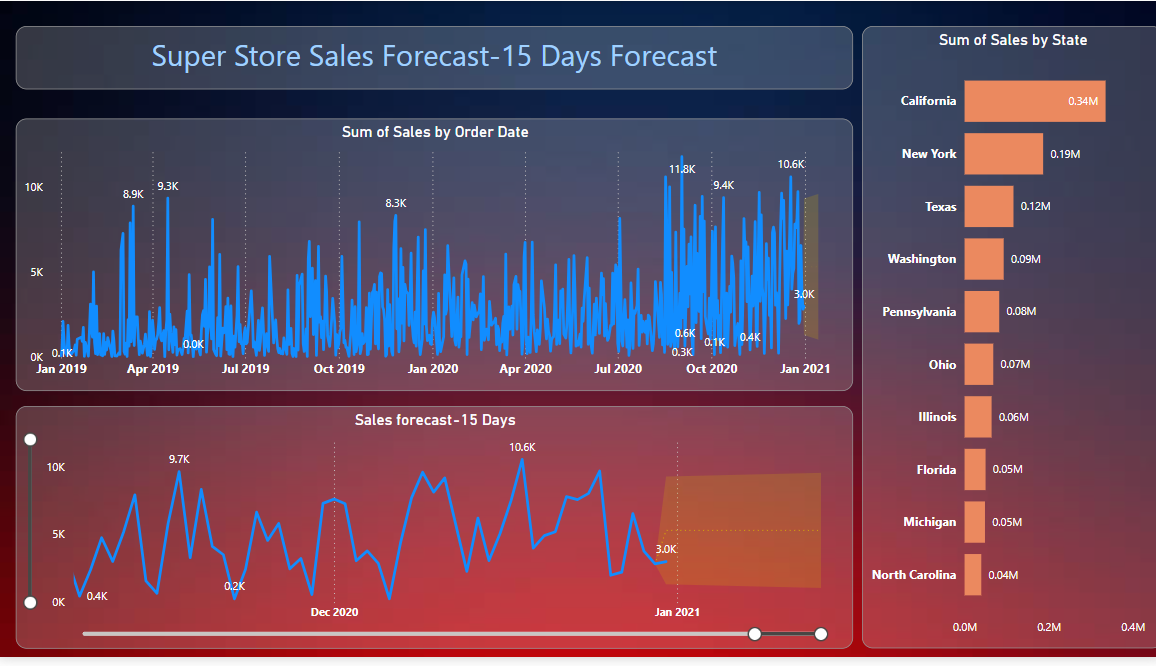 Super Store Sales Forecast-15 Days Forecast
Sum of Sales by Order Date
10K
5K
0K
0.1K
8.9K
9.3K
0.0K
8.3K
11.8K
9.4K
10.6K
3.0K
0.6K
0.3K
0.1K
0.4K
Jan 2019
Apr 2019
Jul 2019
Oct 2019
Jan 2020
Apr 2020
Jul 2020
Oct 2020
Jan 2021
Sales forecast-15 Days
10K
5K
0K
0.4K
9.7K
0.2K
10.6K
3.0K
Dec 2020
Jan 2021
Sum of Sales by State
California 0.34M
New York 0.19M
Texas 0.12M
Washington 0.09M
Pennsylvania 0.08M
Ohio 0.07M
Illinois 0.06M
Florida 0.05M
Michigan 0.05M
North Carolina 0.04M
0.0M 0.2M 0.4M